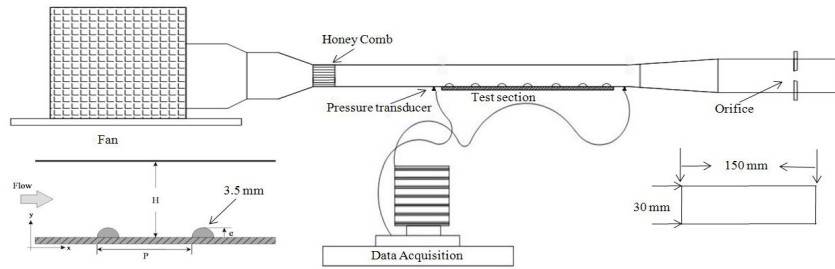 Honey Comb
Pressure transducer
Test section
Orifice
Fan
3.5 mm
Flow
H
y
x
e
P
Data Acquisition
150 mm
30 mm